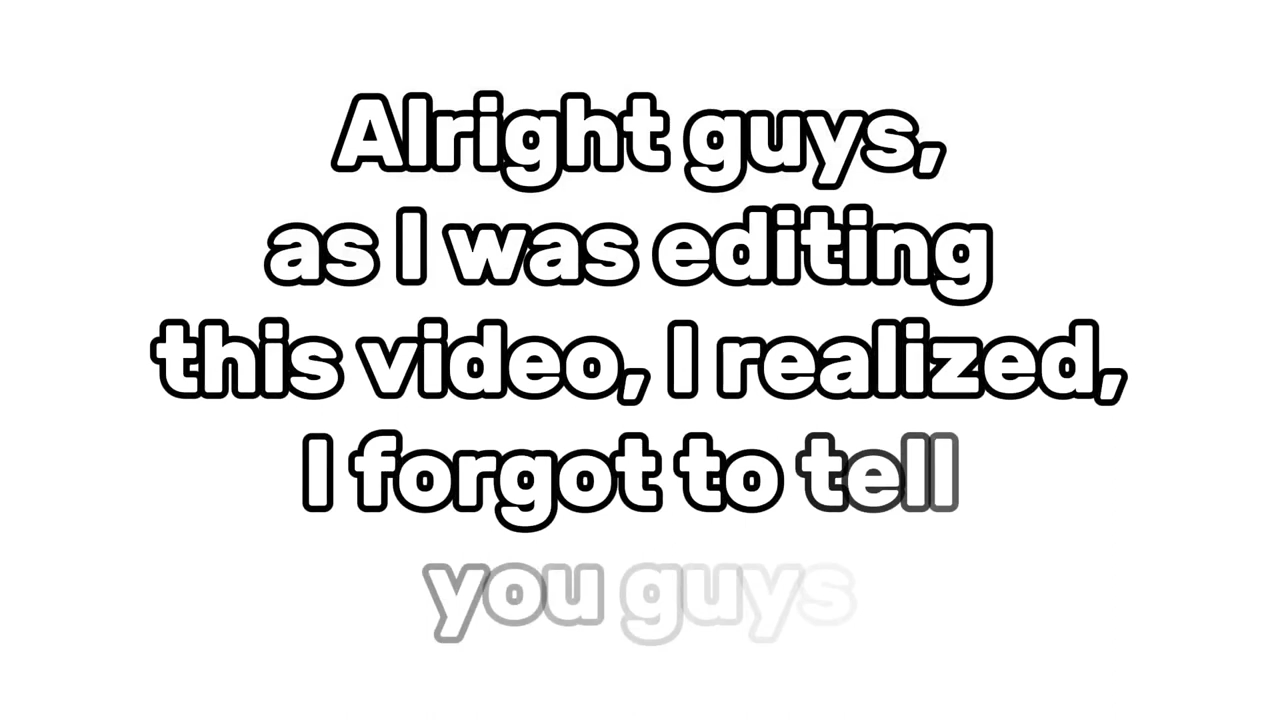 Alright guys,
as I was editing
this video, I realized,
I forgot to tell
you guys